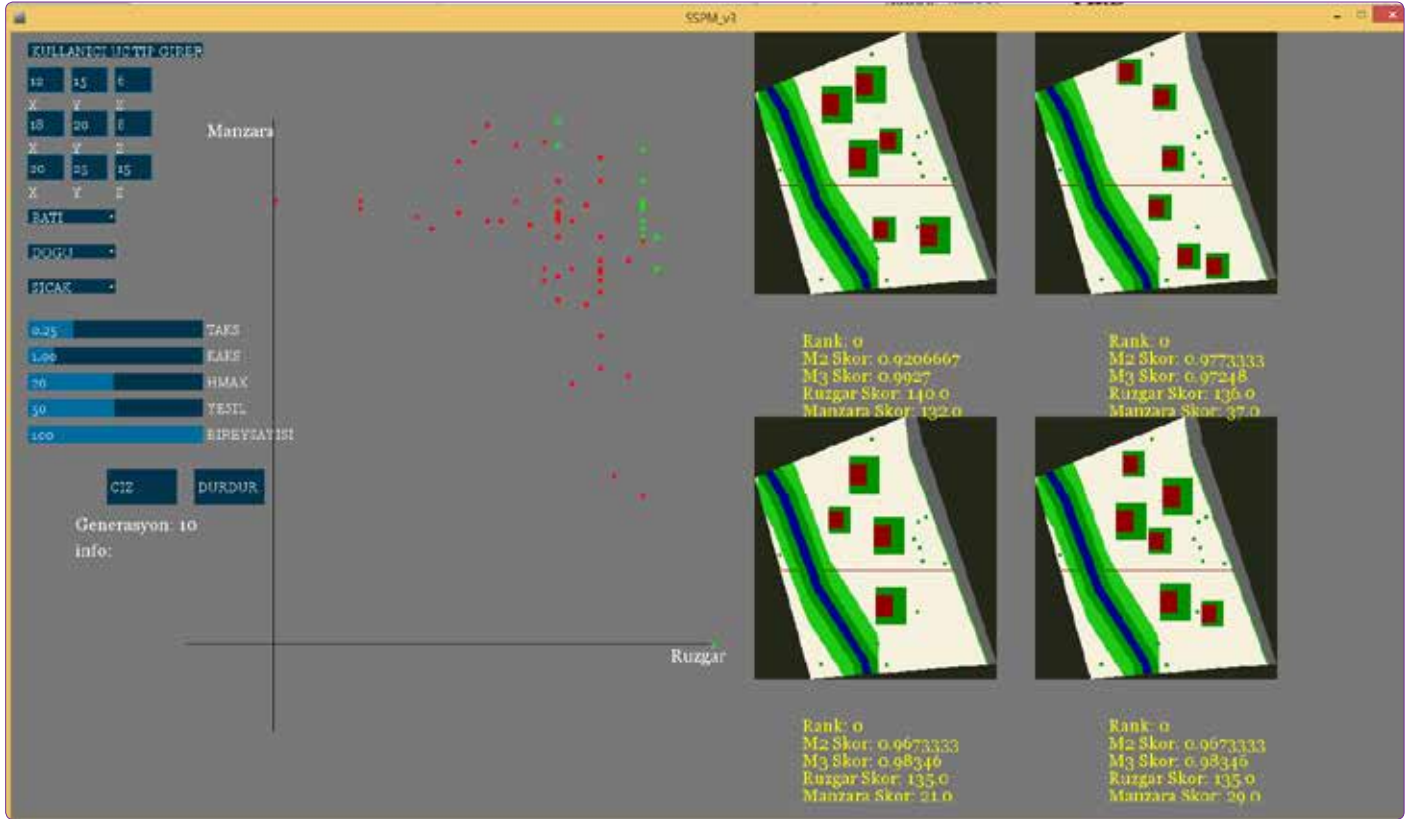 SSPM_v3
KULLANICI UC TIP GIRER
12 15 6
X Y Z
18 20 8
X Y Z
20 25 15
X Y Z
BATI
DOGU
SICAK
0.25 TAKS
1.00 KAKS
20 HMAX
50 YESIL
100 BIREYSAYISI
CIZ DURDUR
Generasyon: 10
info:
Manzara
Ruzgar
Rank: 0
M2 Skor: 0.9206667
M3 Skor: 0.9927
Ruzgar Skor: 140.0
Manzara Skor: 132.0
Rank: 0
M2 Skor: 0.9773333
M3 Skor: 0.97248
Ruzgar Skor: 136.0
Manzara Skor: 37.0
Rank: 0
M2 Skor: 0.9673333
M3 Skor: 0.98346
Ruzgar Skor: 135.0
Manzara Skor: 21.0
Rank: 0
M2 Skor: 0.9673333
M3 Skor: 0.98346
Ruzgar Skor: 135.0
Manzara Skor: 29.0